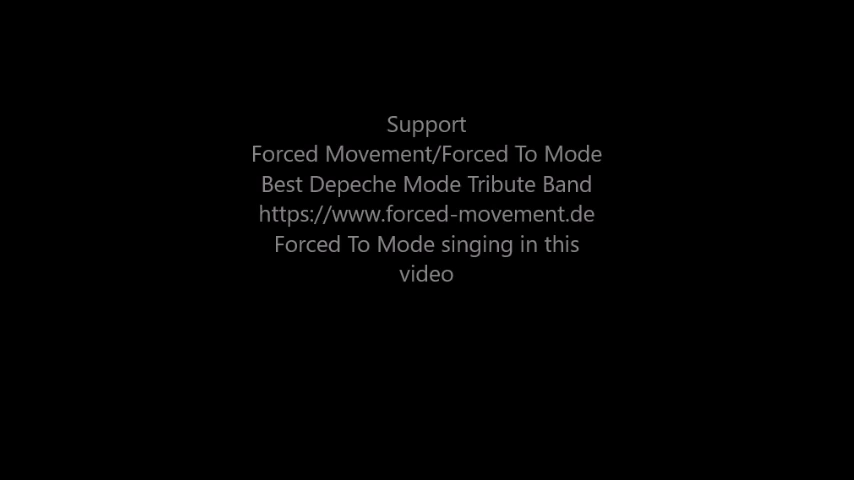 Support
Forced Movement/Forced To Mode
Best Depeche Mode Tribute Band
https://www.forced-movement.de
Forced To Mode singing in this
video